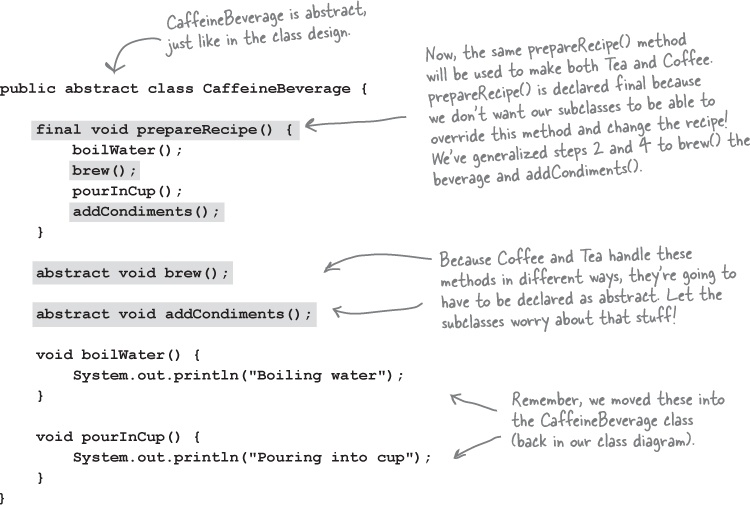 CaffeineBeverage is abstract,
just like in the class design.
public abstract class CaffeineBeverage {
final void prepareRecipe() {
boilWater();
brew();
pourInCup();
addCondiments();
}
Now, the same prepareRecipe() method
will be used to make both Tea and Coffee.
prepareRecipe() is declared final because
we don't want our subclasses to be able to
override this method and change the recipe!
We've generalized steps 2 and 4 to brew() the
beverage and addCondiments().
abstract void brew();
abstract void addCondiments();
Because Coffee and Tea handle these
methods in different ways, they're going to
have to be declared as abstract. Let the
subclasses worry about that stuff!
void boilWater() {
System.out.println("Boiling water");
}
void pourInCup() {
System.out.println("Pouring into cup");
}
}
Remember, we moved these into
the CaffeineBeverage class
(back in our class diagram).